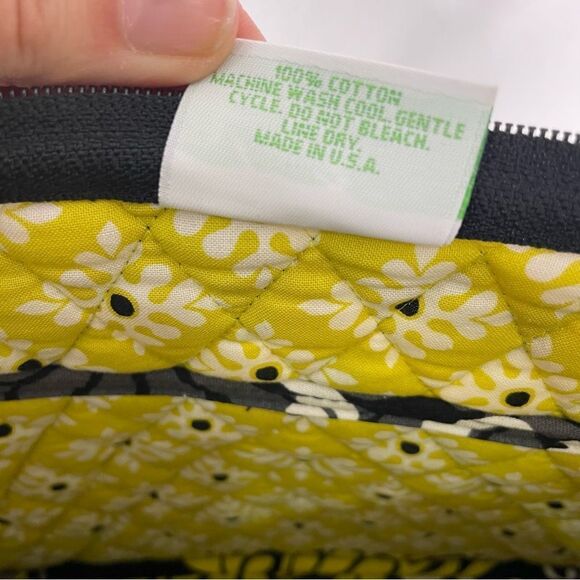 100% COTTON
MACHINE WASH COOL. GENTLE
CYCLE. DO NOT BLEACH.
LINE DRY.
MADE IN U.S.A.